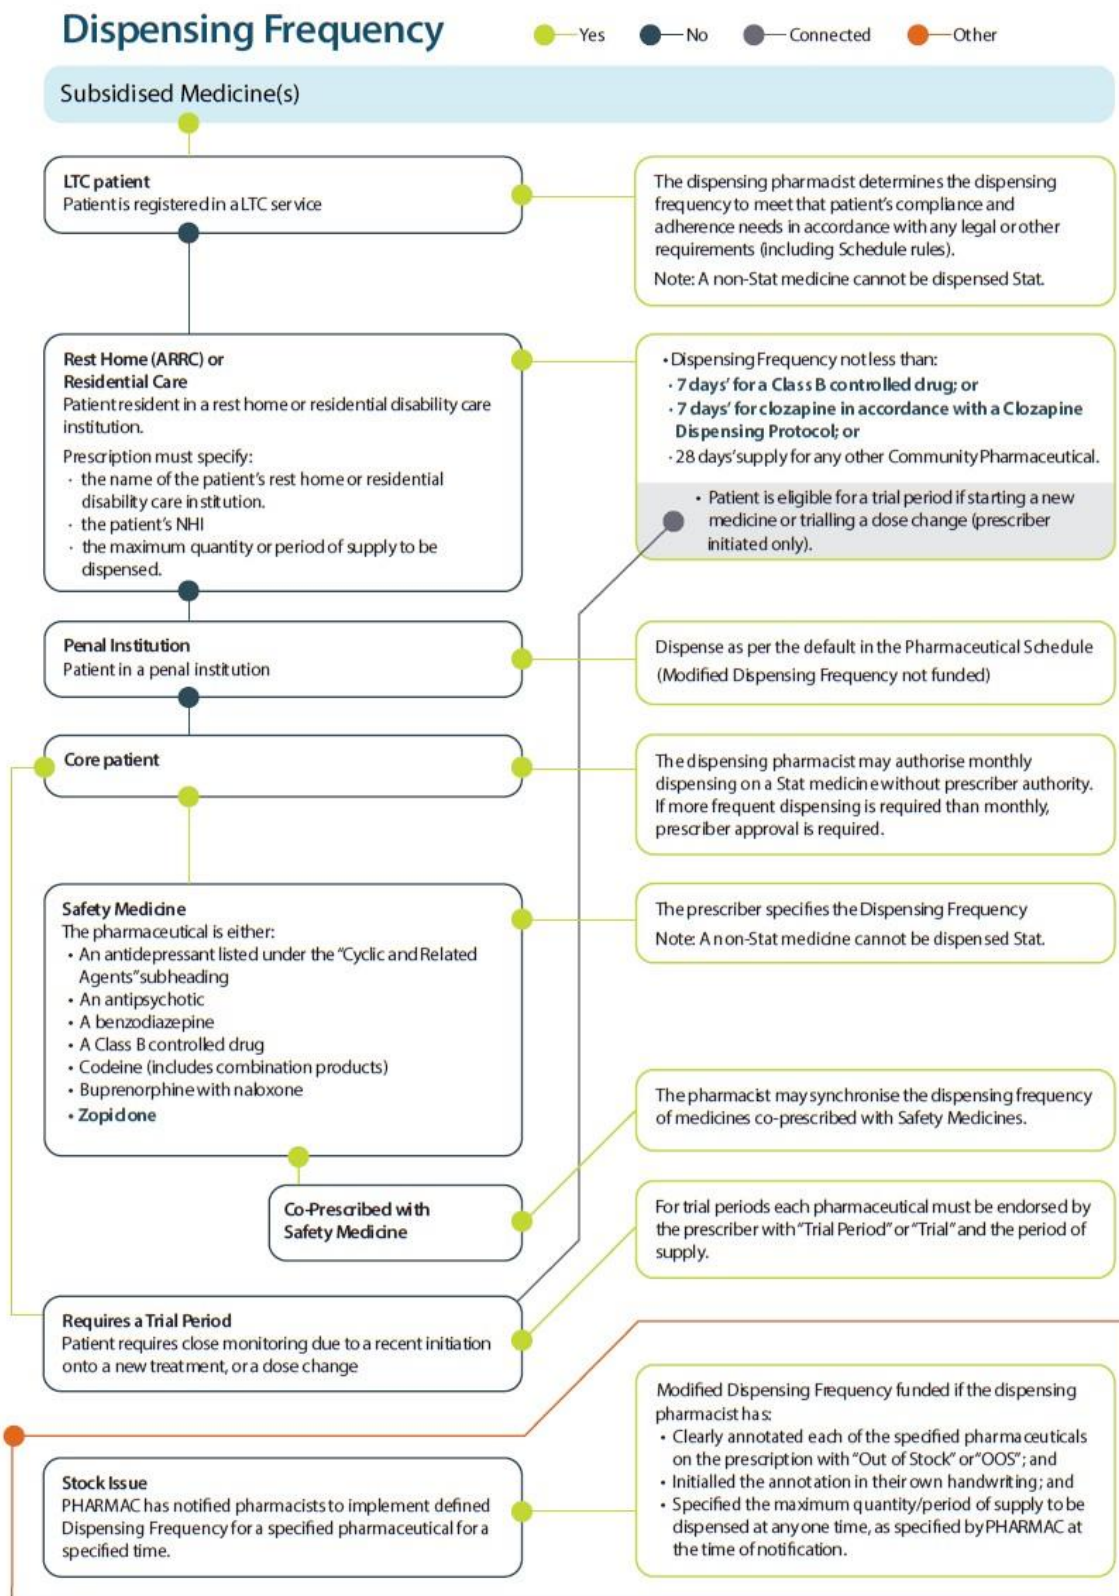 Dispensing Frequency
Yes
No
Connected
Other
Subsidised Medicine(s)
LTC patient
Patient is registered in a LTC service
The dispensing pharmacist determines the dispensing
frequency to meet that patient's compliance and
adherence needs in accordance with any legal or other
requirements (including Schedule rules).
Note: A non-Stat medicine cannot be dispensed Stat.
Rest Home (ARRC) or
Residential Care
Patient resident in a rest home or residential disability care
institution.
Prescription must specify:
· the name of the patient's rest home or residential
disability care institution.
· the patient's NHI
· the maximum quantity or period of supply to be
dispensed.
• Dispensing Frequency not less than:
· 7 days' for a Class B controlled drug; or
· 7 days' for clozapine in accordance with a Clozapine
Dispensing Protocol; or
· 28 days' supply for any other Community Pharmaceutical.
• Patient is eligible for a trial period if starting a new
medicine or trialling a dose change (prescriber
initiated only).
Penal Institution
Patient in a penal institution
Dispense as per the default in the Pharmaceutical Schedule
(Modified Dispensing Frequency not funded)
Core patient
The dispensing pharmacist may authorise monthly
dispensing on a Stat medicine without prescriber authority.
If more frequent dispensing is required than monthly,
prescriber approval is required.
Safety Medicine
The pharmaceutical is either:
• An antidepressant listed under the "Cyclic and Related
Agents" subheading
• An antipsychotic
• A benzodiazepine
• A Class B controlled drug
• Codeine (includes combination products)
• Buprenorphine with naloxone
• Zopidone
The prescriber specifies the Dispensing Frequency
Note: A non-Stat medicine cannot be dispensed Stat.
Co-Prescribed with
Safety Medicine
The pharmacist may synchronise the dispensing frequency
of medicines co-prescribed with Safety Medicines.
Requires a Trial Period
Patient requires close monitoring due to a recent initiation
onto a new treatment, or a dose change
For trial periods each pharmaceutical must be endorsed by
the prescriber with "Trial Period" or "Trial" and the period of
supply.
Stock Issue
PHARMAC has notified pharmacists to implement defined
Dispensing Frequency for a specified pharmaceutical for a
specified time.
Modified Dispensing Frequency funded if the dispensing
pharmacist has:
• Clearly annotated each of the specified pharmaceuticals
on the prescription with "Out of Stock" or "OOS"; and
• Initialled the annotation in their own handwriting; and
• Specified the maximum quantity/period of supply to be
dispensed at any one time, as specified by PHARMAC at
the time of notification.